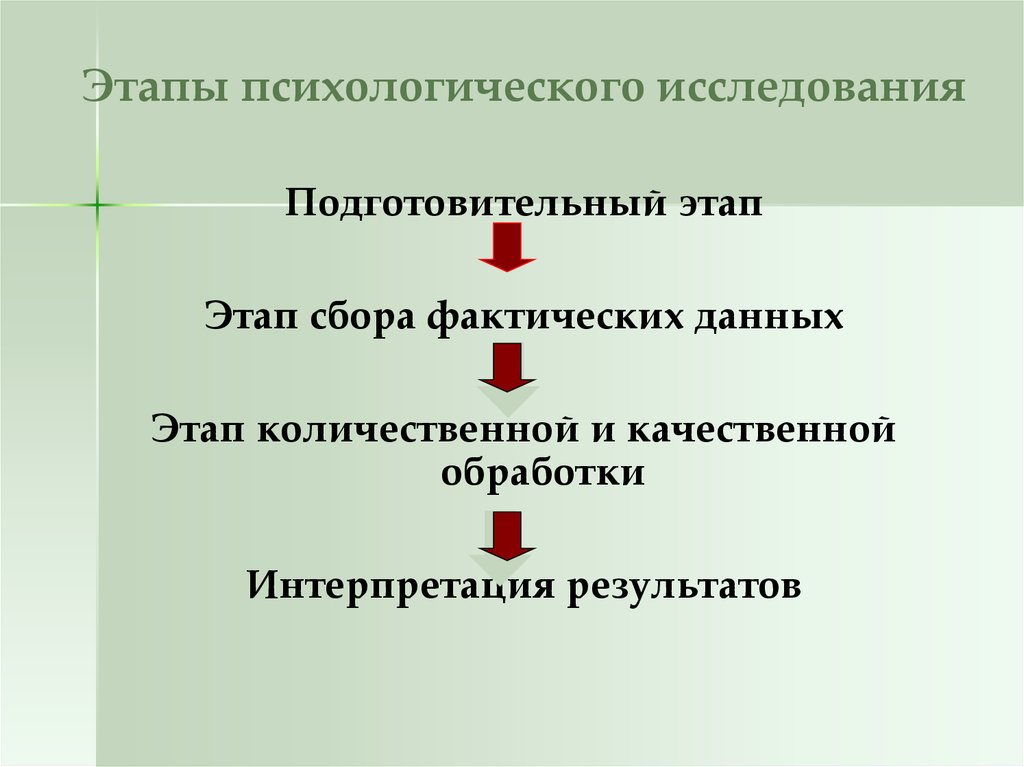 Этапы психологического исследования
Подготовительный этап
Этап сбора фактических данных
Этап количественной и качественной
обработки
Интерпретация результатов